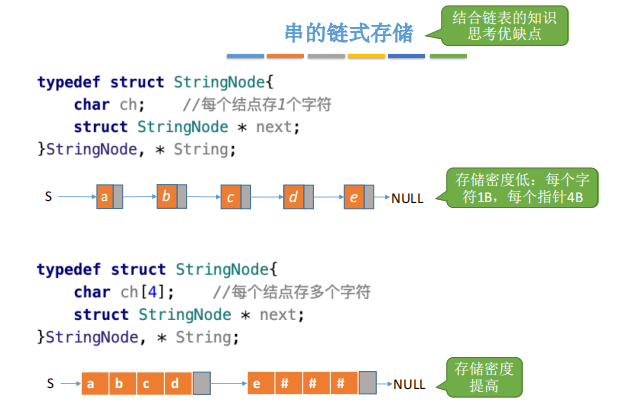 串的链式存储
结合链表的知识
思考优缺点
typedef struct StringNode{
char ch; //每个结点存1个字符
struct StringNode * next;
}StringNode, * String;
S a b c d e NULL
存储密度低：每个字
符1B，每个指针4B
typedef struct StringNode{
char ch[4]; //每个结点存多个字符
struct StringNode * next;
}StringNode, * String;
S a b c d e # # # NULL
存储密度
提高